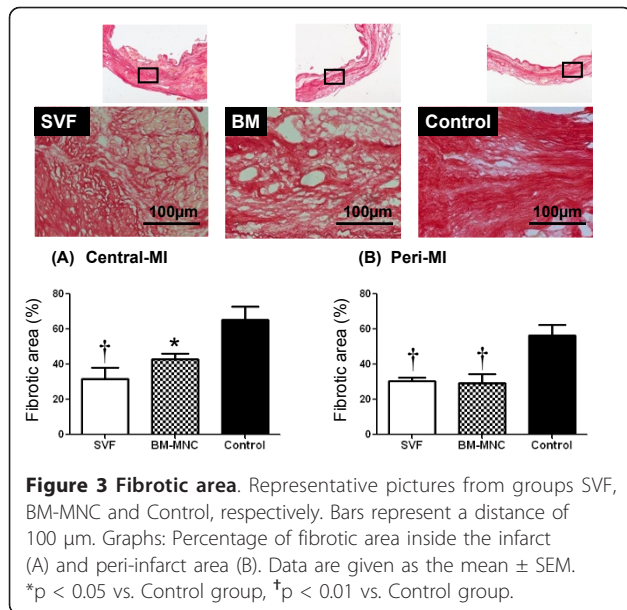 SVF BM Control
100μm 100μm 100μm
(A) Central-MI (B) Peri-MI
Fibrotic area (%)
80
60
40
20
0
† *
SVF BM-MNC Control
Fibrotic area (%)
80
60
40
20
0
† †
SVF BM-MNC Control
Figure 3 Fibrotic area. Representative pictures from groups SVF,
BM-MNC and Control, respectively. Bars represent a distance of
100 μm. Graphs: Percentage of fibrotic area inside the infarct
(A) and peri-infarct area (B). Data are given as the mean ± SEM.
*p < 0.05 vs. Control group, †p < 0.01 vs. Control group.